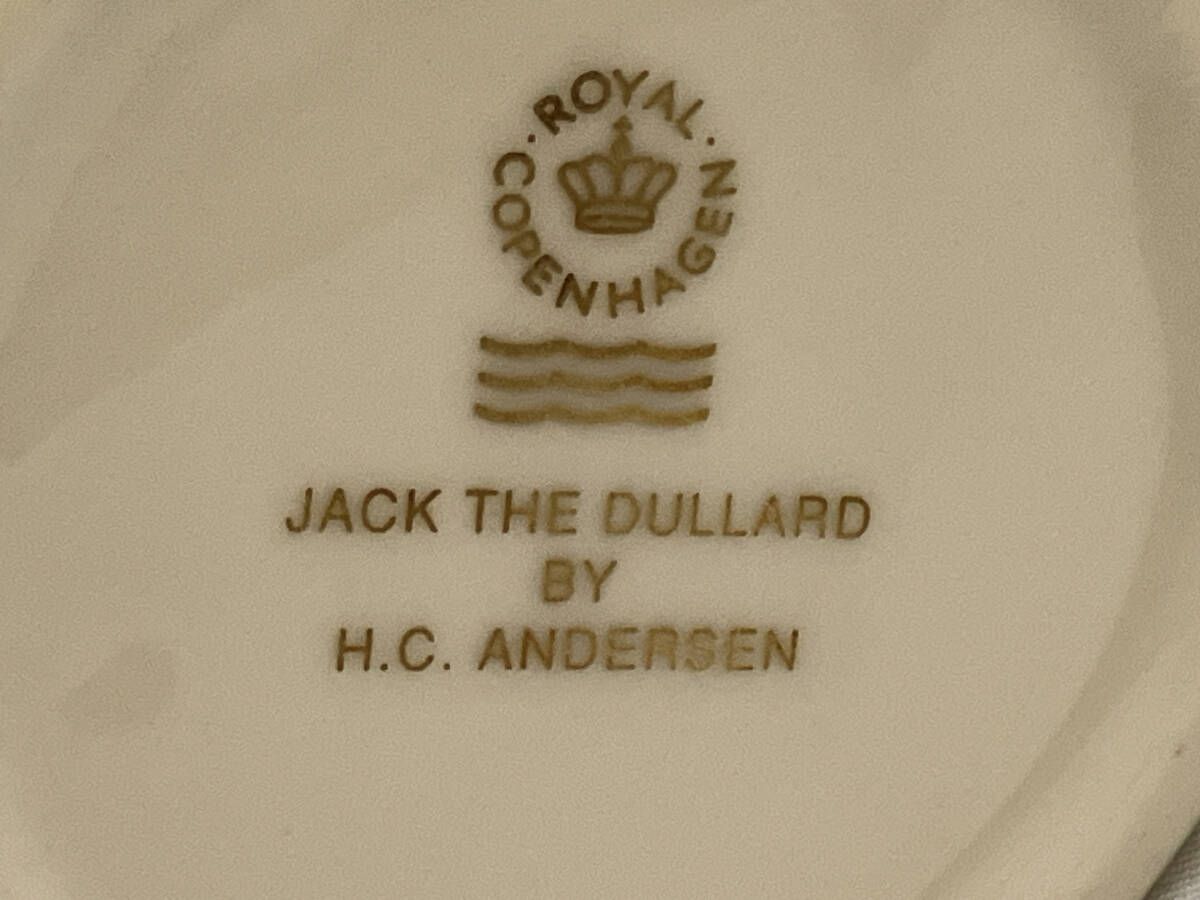 ROYAL
COPENHAGEN
JACK THE DULLARD
BY
H.C. ANDERSEN